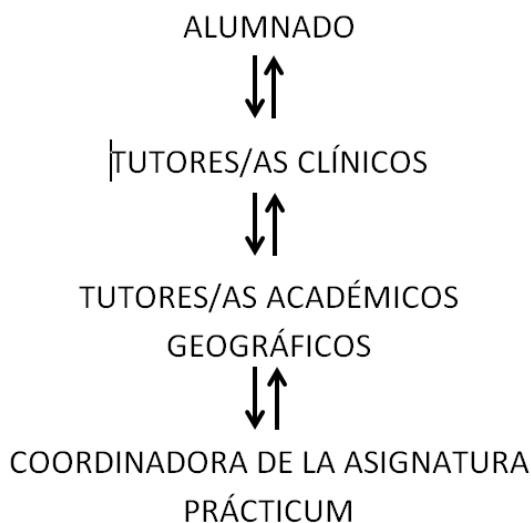 ALUMNADO
TUTORES/AS CLÍNICOS
TUTORES/AS ACADÉMICOS
GEOGRÁFICOS
COORDINADORA DE LA ASIGNATURA
PRÁCTICUM